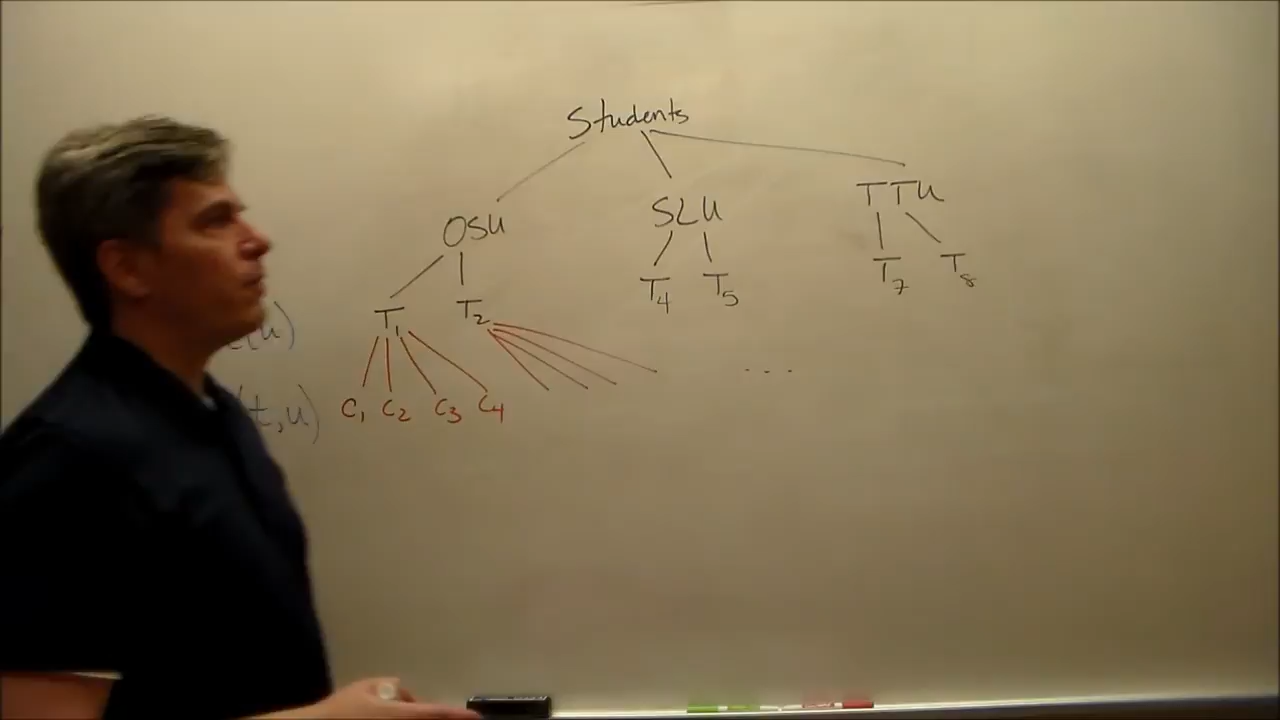 Students
OSU SLU TTU
T1 T2 T4 T5 T7 T8
u)
...
C1 C2 C3 C4
t,u)